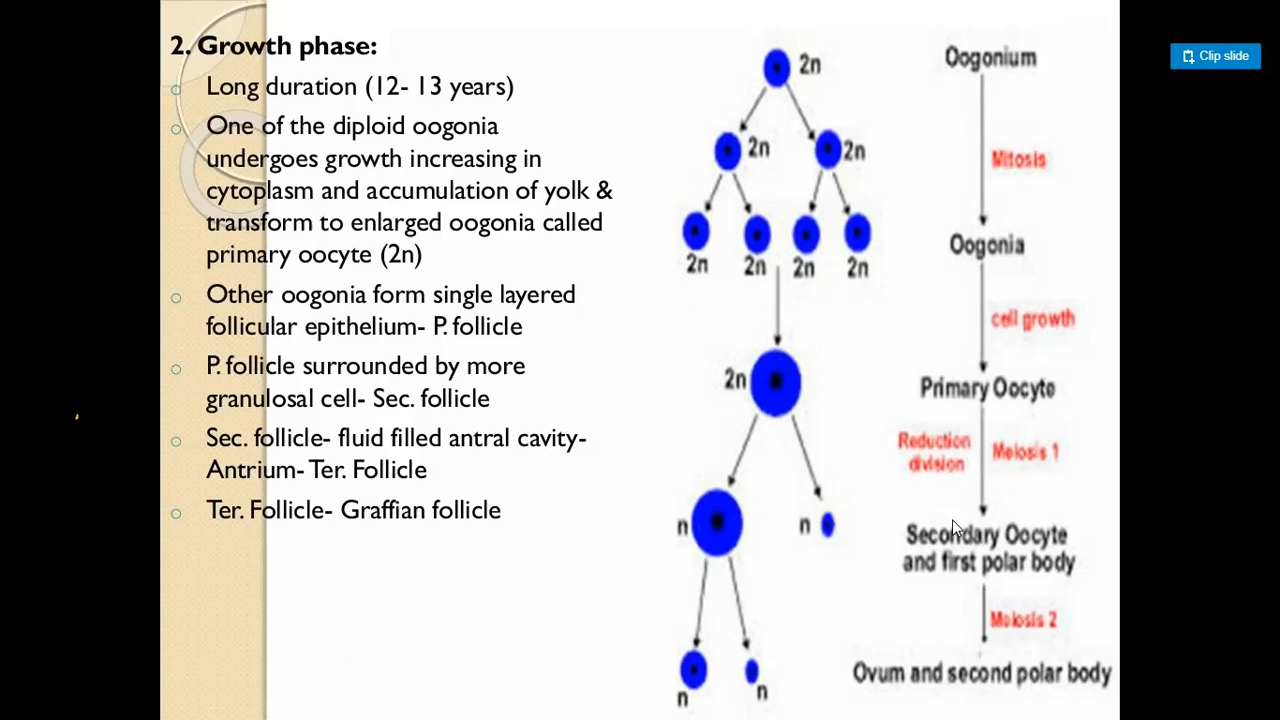 2. Growth phase:
Long duration (12- 13 years)
One of the diploid oogonia
undergoes growth increasing in
cytoplasm and accumulation of yolk &
transform to enlarged oogonia called
primary oocyte (2n)
Other oogonia form single layered
follicular epithelium- P. follicle
P. follicle surrounded by more
granulosal cell- Sec. follicle
Sec. follicle- fluid filled antral cavity-
Antrium- Ter. Follicle
Ter. Follicle- Graffian follicle
2n
2n
2n
2n
2n
2n
2n
2n
n
n
n
n
Oogonium
Mitosis
Oogonia
cell growth
Primary Oocyte
Reduction
division
Meiosis 1
Secondary Oocyte
and first polar body
Meiosis 2
Ovum and second polar body
Clip slide